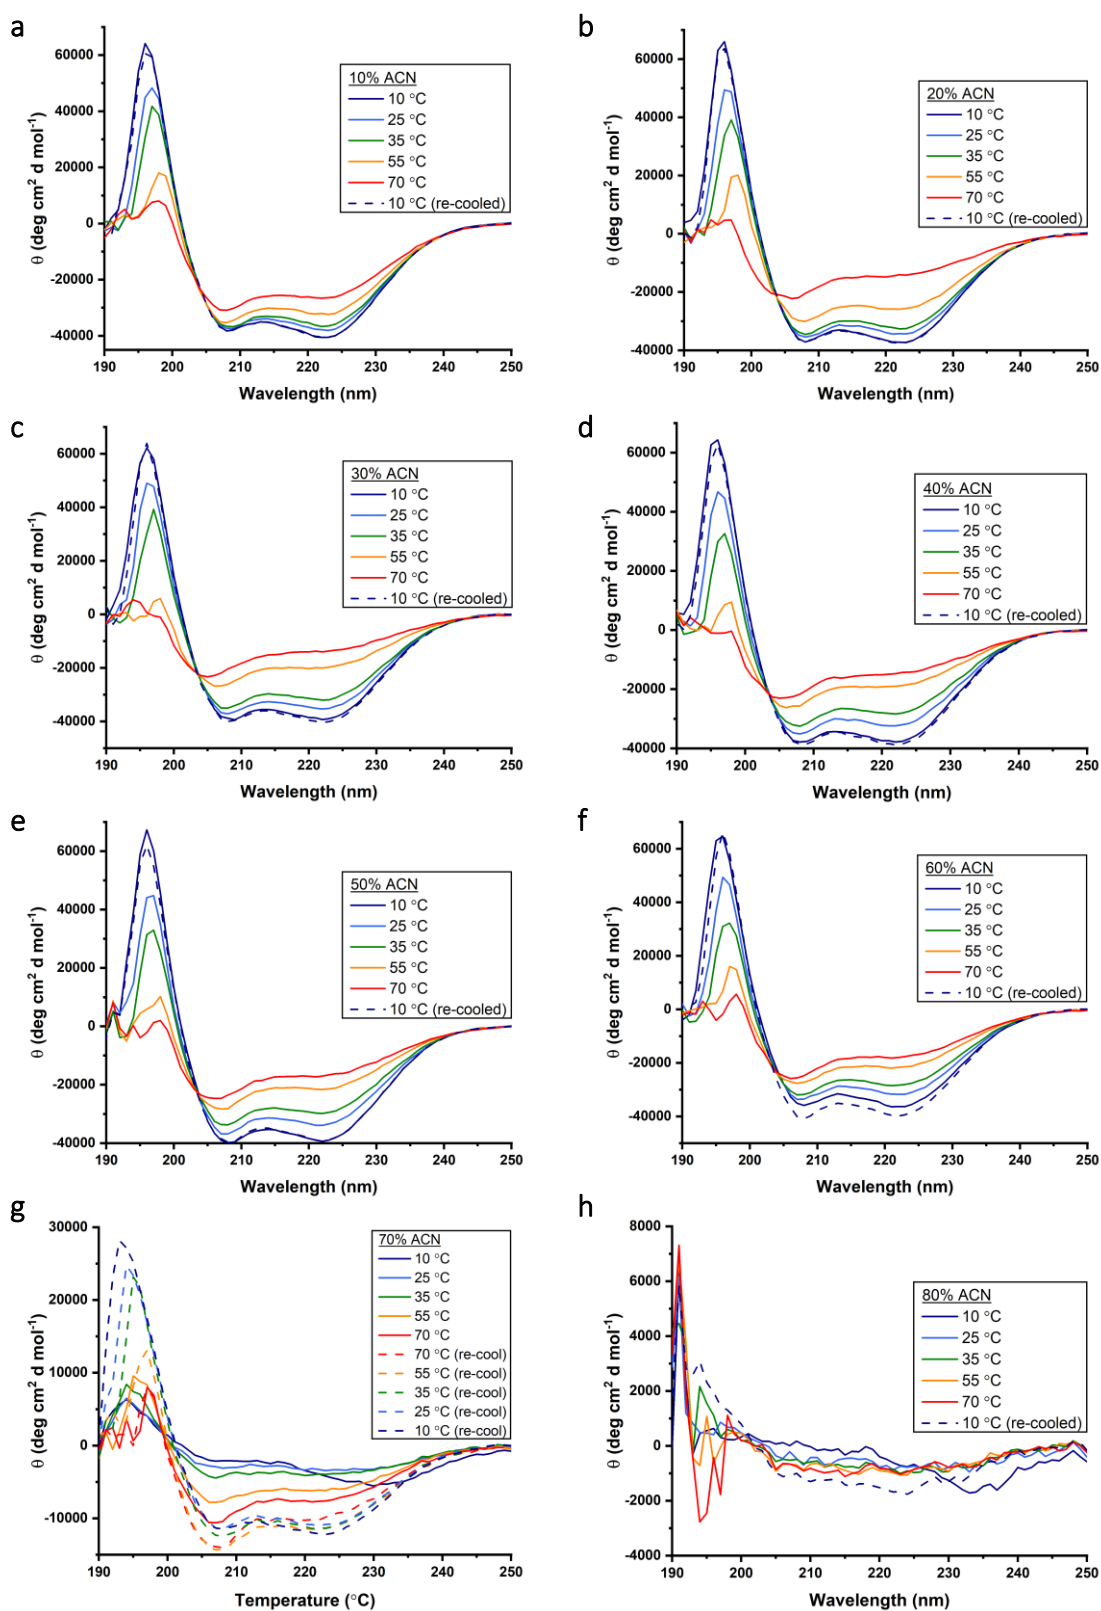 a
θ (deg cm² d mol⁻¹)
60000
40000
20000
0
-20000
-40000
190 200 210 220 230 240 250
Wavelength (nm)
10% ACN
10 °C
25 °C
35 °C
55 °C
70 °C
10 °C (re-cooled)
b
θ (deg cm² d mol⁻¹)
60000
40000
20000
0
-20000
-40000
190 200 210 220 230 240 250
Wavelength (nm)
20% ACN
10 °C
25 °C
35 °C
55 °C
70 °C
10 °C (re-cooled)
c
θ (deg cm² d mol⁻¹)
60000
40000
20000
0
-20000
-40000
190 200 210 220 230 240 250
Wavelength (nm)
30% ACN
10 °C
25 °C
35 °C
55 °C
70 °C
10 °C (re-cooled)
d
θ (deg cm² d mol⁻¹)
60000
40000
20000
0
-20000
-40000
190 200 210 220 230 240 250
Wavelength (nm)
40% ACN
10 °C
25 °C
35 °C
55 °C
70 °C
10 °C (re-cooled)
e
θ (deg cm² d mol⁻¹)
60000
40000
20000
0
-20000
-40000
190 200 210 220 230 240 250
Wavelength (nm)
50% ACN
10 °C
25 °C
35 °C
55 °C
70 °C
10 °C (re-cooled)
f
θ (deg cm² d mol⁻¹)
60000
40000
20000
0
-20000
-40000
190 200 210 220 230 240 250
Wavelength (nm)
60% ACN
10 °C
25 °C
35 °C
55 °C
70 °C
10 °C (re-cooled)
g
θ (deg cm² d mol⁻¹)
30000
20000
10000
0
-10000
190 200 210 220 230 240 250
Temperature (°C)
70% ACN
10 °C
25 °C
35 °C
55 °C
70 °C
70 °C (re-cool)
55 °C (re-cool)
35 °C (re-cool)
25 °C (re-cool)
10 °C (re-cool)
h
θ (deg cm² d mol⁻¹)
8000
6000
4000
2000
0
-2000
-4000
190 200 210 220 230 240 250
Wavelength (nm)
80% ACN
10 °C
25 °C
35 °C
55 °C
70 °C
10 °C (re-cooled)